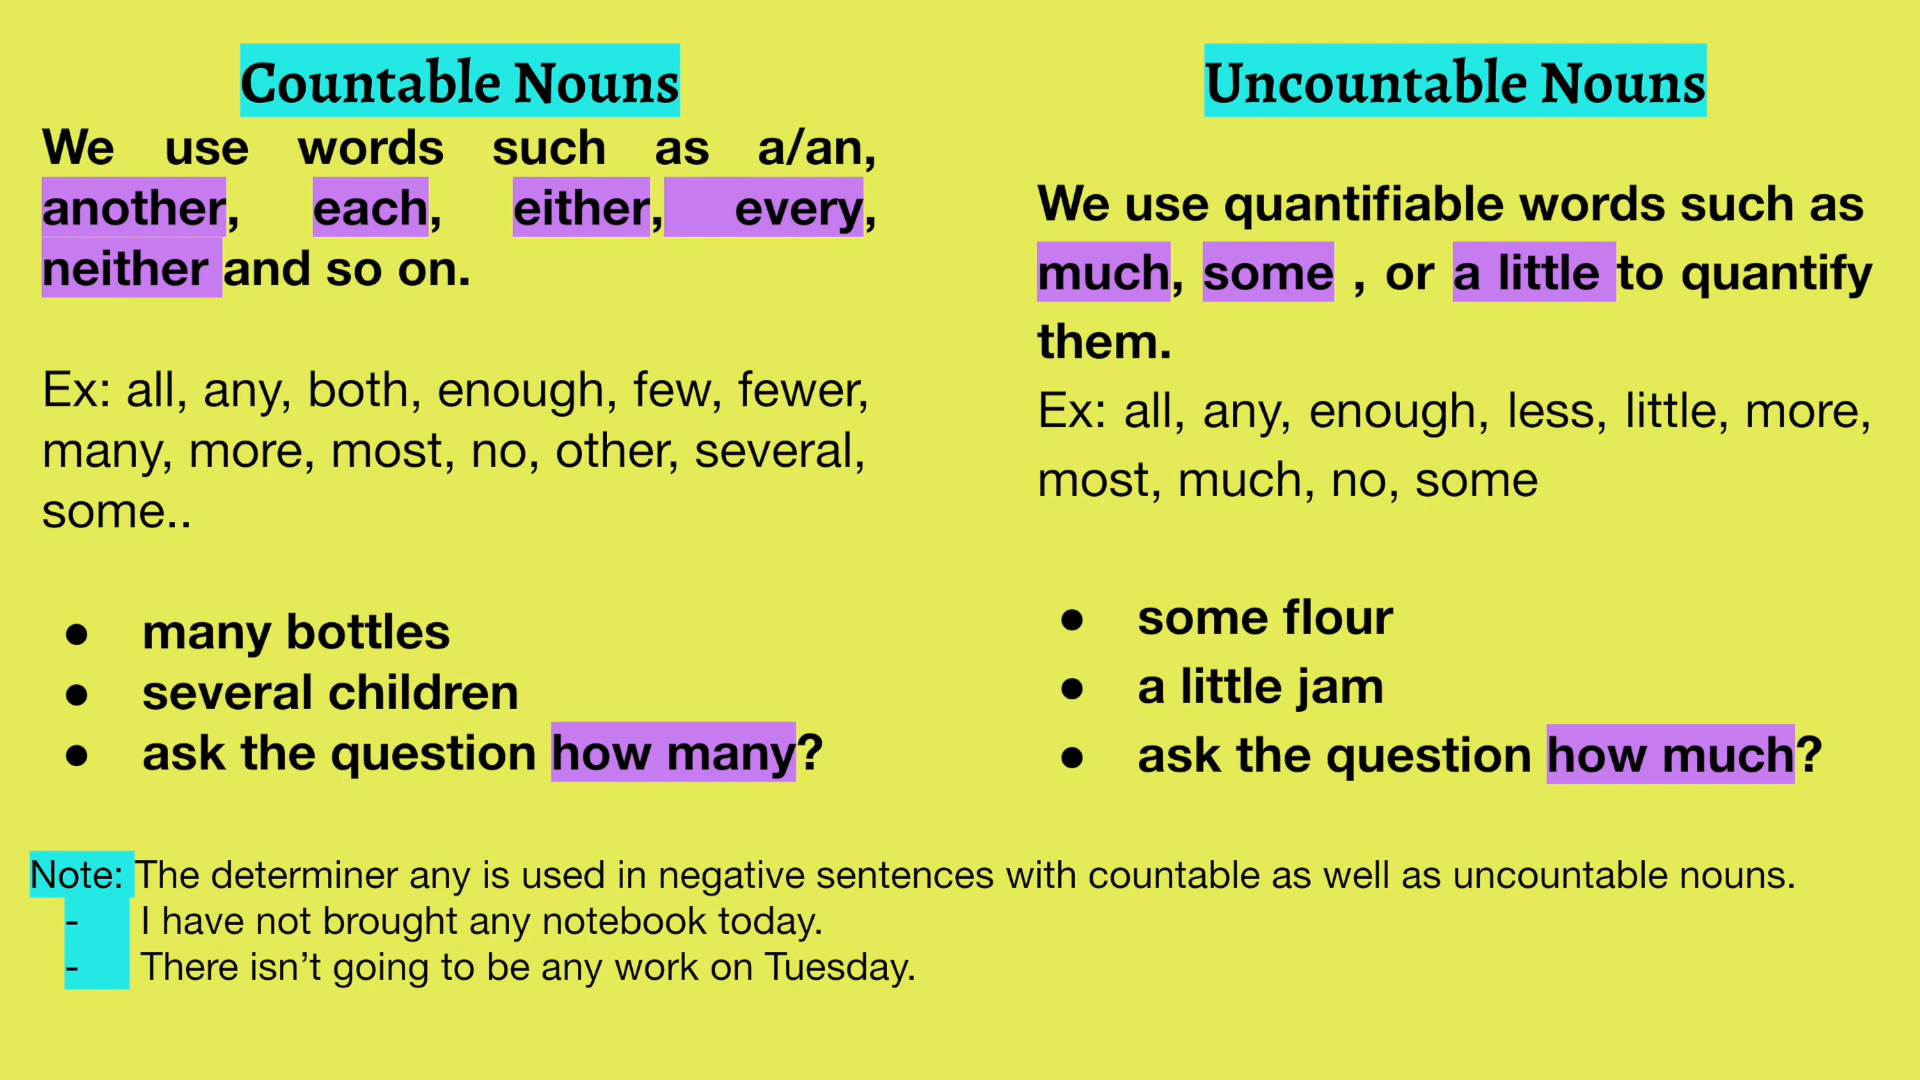 Countable Nouns
We use words such as a/an,
another, each, either, every,
neither and so on.
Ex: all, any, both, enough, few, fewer,
many, more, most, no, other, several,
some..
● many bottles
● several children
● ask the question how many?
Uncountable Nouns
We use quantifiable words such as
much, some , or a little to quantify
them.
Ex: all, any, enough, less, little, more,
most, much, no, some
● some flour
● a little jam
● ask the question how much?
Note: The determiner any is used in negative sentences with countable as well as uncountable nouns.
- I have not brought any notebook today.
- There isn’t going to be any work on Tuesday.